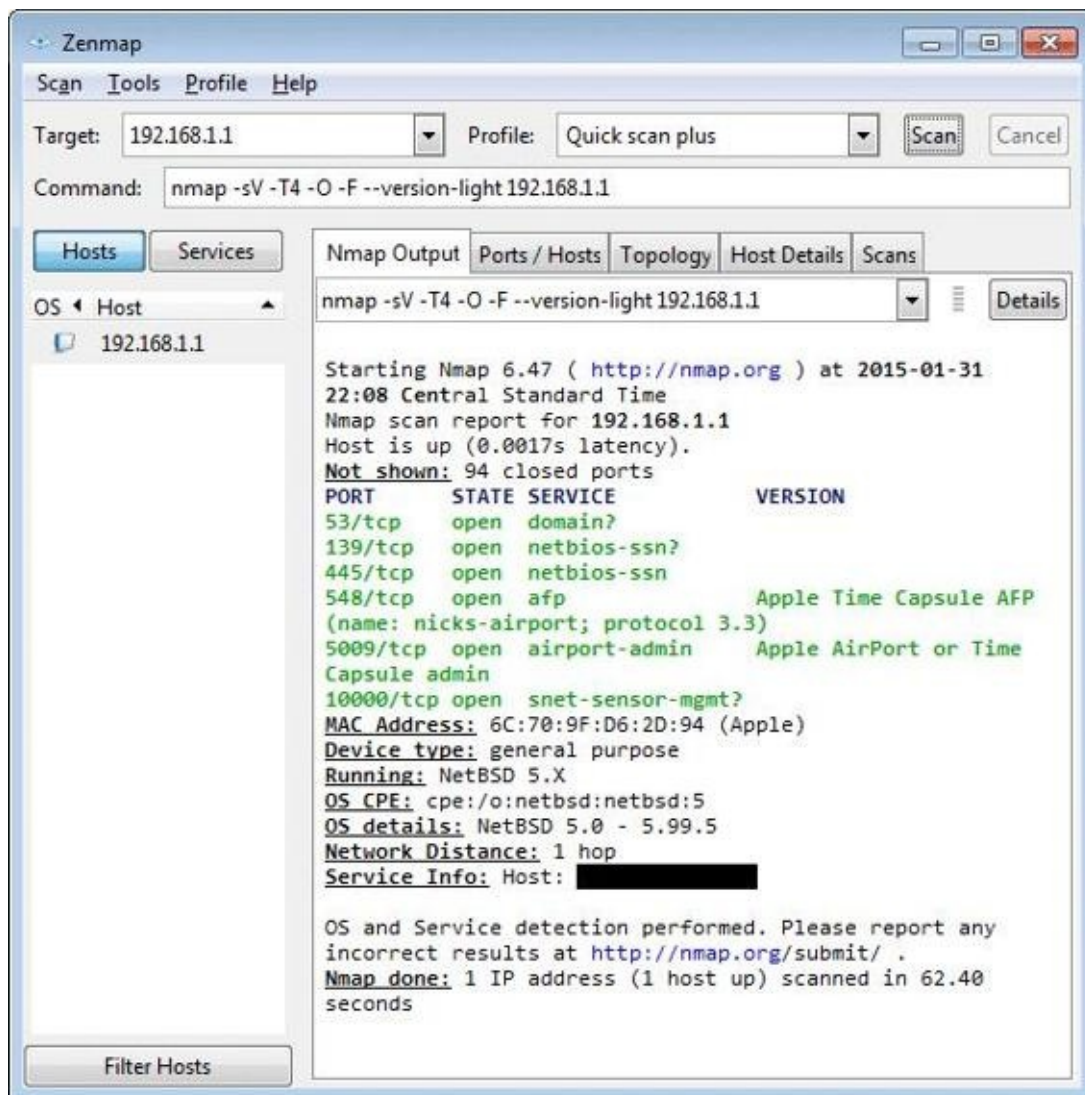 Zenmap
Scan Tools Profile Help
Target: 192.168.1.1 Profile: Quick scan plus Scan Cancel
Command: nmap -sV -T4 -O -F --version-light 192.168.1.1
Hosts Services
Nmap Output Ports / Hosts Topology Host Details Scans
OS Host
nmap -sV -T4 -O -F --version-light 192.168.1.1 Details
192.168.1.1
Starting Nmap 6.47 ( http://nmap.org ) at 2015-01-31
22:08 Central Standard Time
Nmap scan report for 192.168.1.1
Host is up (0.0017s latency).
Not shown: 94 closed ports
PORT STATE SERVICE VERSION
53/tcp open domain?
139/tcp open netbios-ssn?
445/tcp open netbios-ssn
548/tcp open afp Apple Time Capsule AFP
(name: nicks-airport; protocol 3.3)
5009/tcp open airport-admin Apple AirPort or Time
Capsule admin
10000/tcp open snet-sensor-mgmt?
MAC Address: 6C:70:9F:D6:2D:94 (Apple)
Device type: general purpose
Running: NetBSD 5.X
OS CPE: cpe:/o:netbsd:netbsd:5
OS details: NetBSD 5.0 - 5.99.5
Network Distance: 1 hop
Service Info: Host:
OS and Service detection performed. Please report any
incorrect results at http://nmap.org/submit/ .
Nmap done: 1 IP address (1 host up) scanned in 62.40
seconds
Filter Hosts